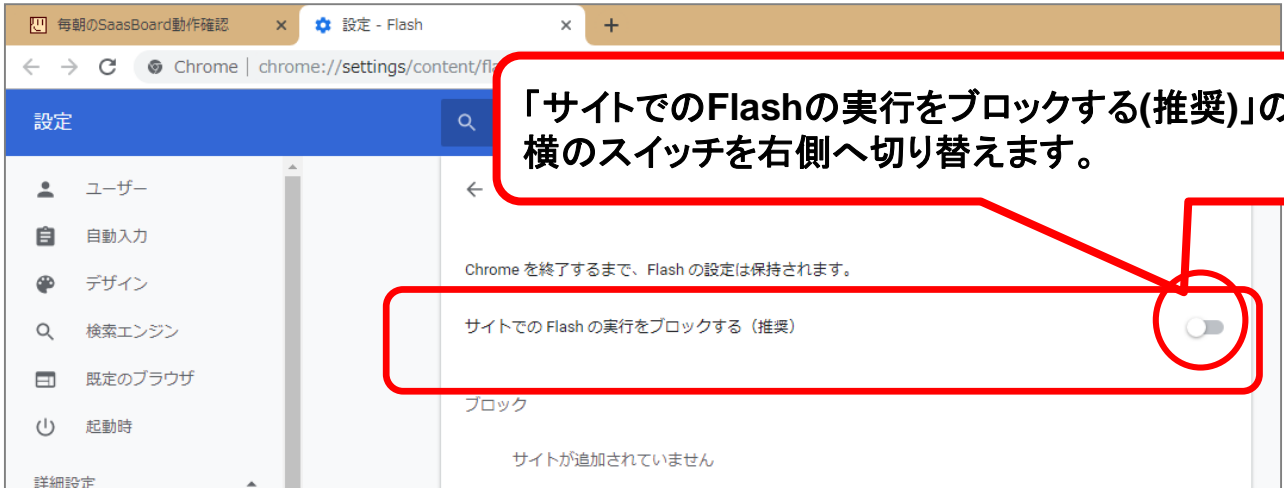 毎朝のSaasBoard動作確認
設定 - Flash
Chrome | chrome://settings/content/fla
「サイトでのFlashの実行をブロックする(推奨)」の
横のスイッチを右側へ切り替えます。
設定
ユーザー
自動入力
デザイン
検索エンジン
既定のブラウザ
起動時
詳細設定
Chrome を終了するまで、Flash の設定は保持されます。
サイトでの Flash の実行をブロックする（推奨）
ブロック
サイトが追加されていません